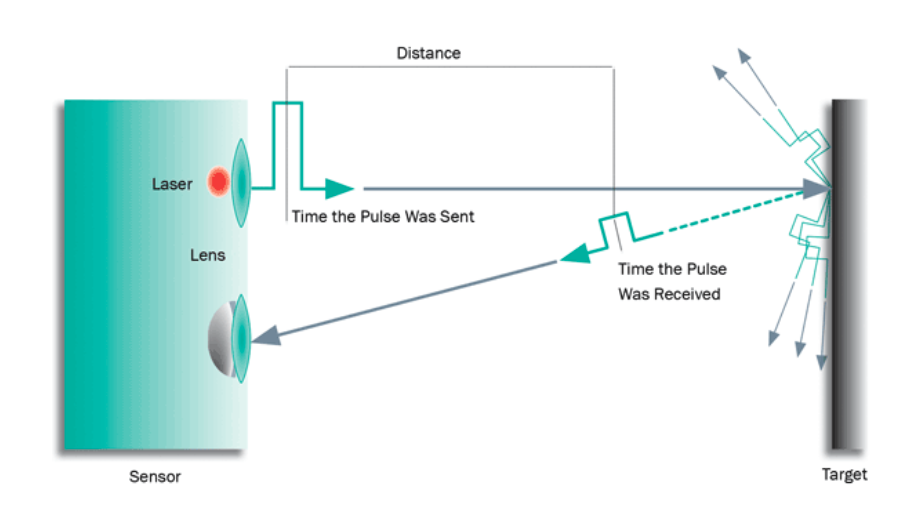 Distance
Laser
Time the Pulse Was Sent
Lens
Time the Pulse
Was Received
Sensor
Target